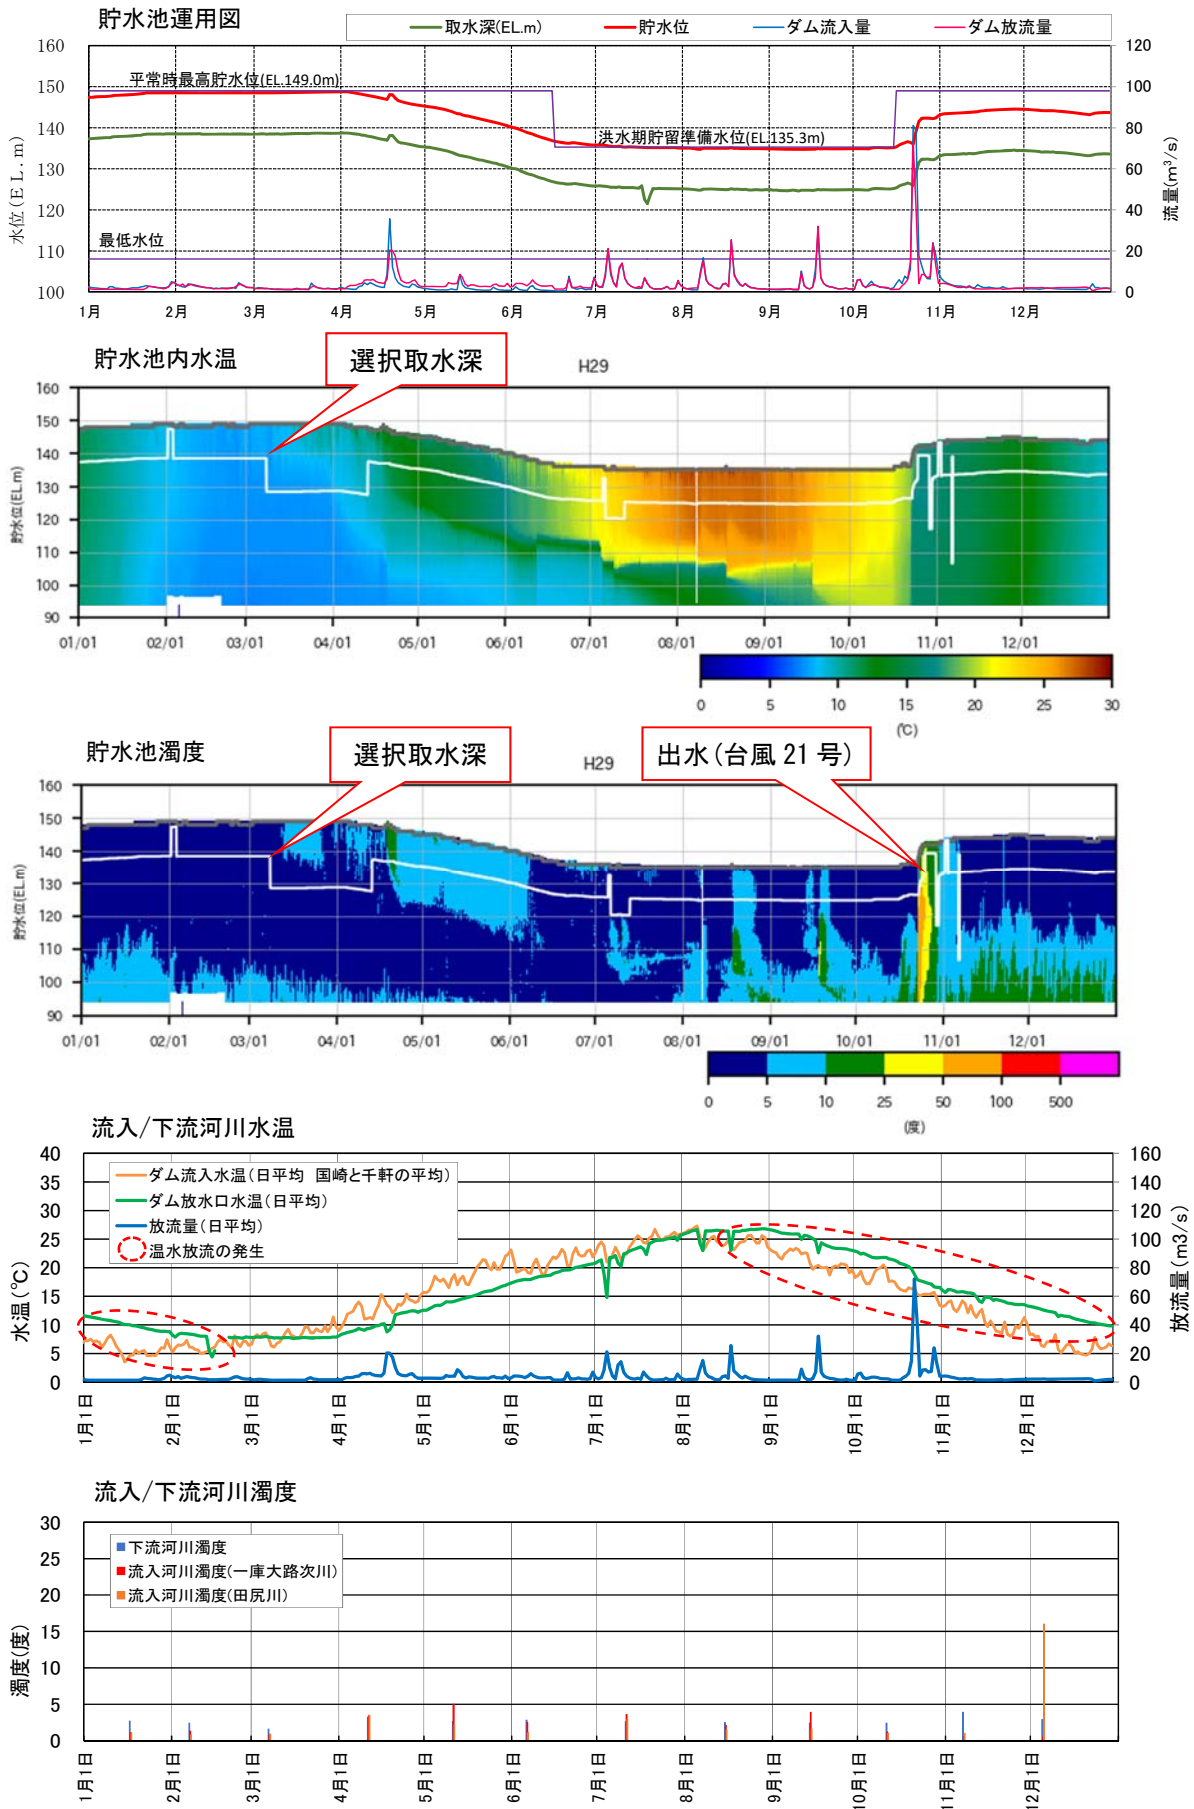 貯水池運用図
取水深(EL.m) 貯水位 ダム流入量 ダム放流量
160
150
140
130
120
110
100
水位(EL.m)
平常時最高貯水位(EL.149.0m)
洪水期貯留準備水位(EL.135.3m)
最低水位
120
100
80
60
40
20
0
流量(m³/s)
1月 2月 3月 4月 5月 6月 7月 8月 9月 10月 11月 12月
貯水池内水温
選択取水深
H29
160
150
140
130
120
110
100
90
貯水位(EL.m)
01/01 02/01 03/01 04/01 05/01 06/01 07/01 08/01 09/01 10/01 11/01 12/01
0 5 10 15 20 25 30
(℃)
貯水池濁度
選択取水深
H29
出水(台風21号)
160
150
140
130
120
110
100
90
貯水位(EL.m)
01/01 02/01 03/01 04/01 05/01 06/01 07/01 08/01 09/01 10/01 11/01 12/01
0 5 10 25 50 100 500
(度)
流入/下流河川水温
40
35
30
25
20
15
10
5
0
水温(℃)
ダム流入水温(日平均 国崎と千軒の平均)
ダム放水口水温(日平均)
放流量(日平均)
温水放流の発生
160
140
120
100
80
60
40
20
0
放流量(m3/s)
1月1日 2月1日 3月1日 4月1日 5月1日 6月1日 7月1日 8月1日 9月1日 10月1日 11月1日 12月1日
流入/下流河川濁度
30
25
20
15
10
5
0
濁度(度)
下流河川濁度
流入河川濁度(一庫大路次川)
流入河川濁度(田尻川)
1月1日 2月1日 3月1日 4月1日 5月1日 6月1日 7月1日 8月1日 9月1日 10月1日 11月1日 12月1日